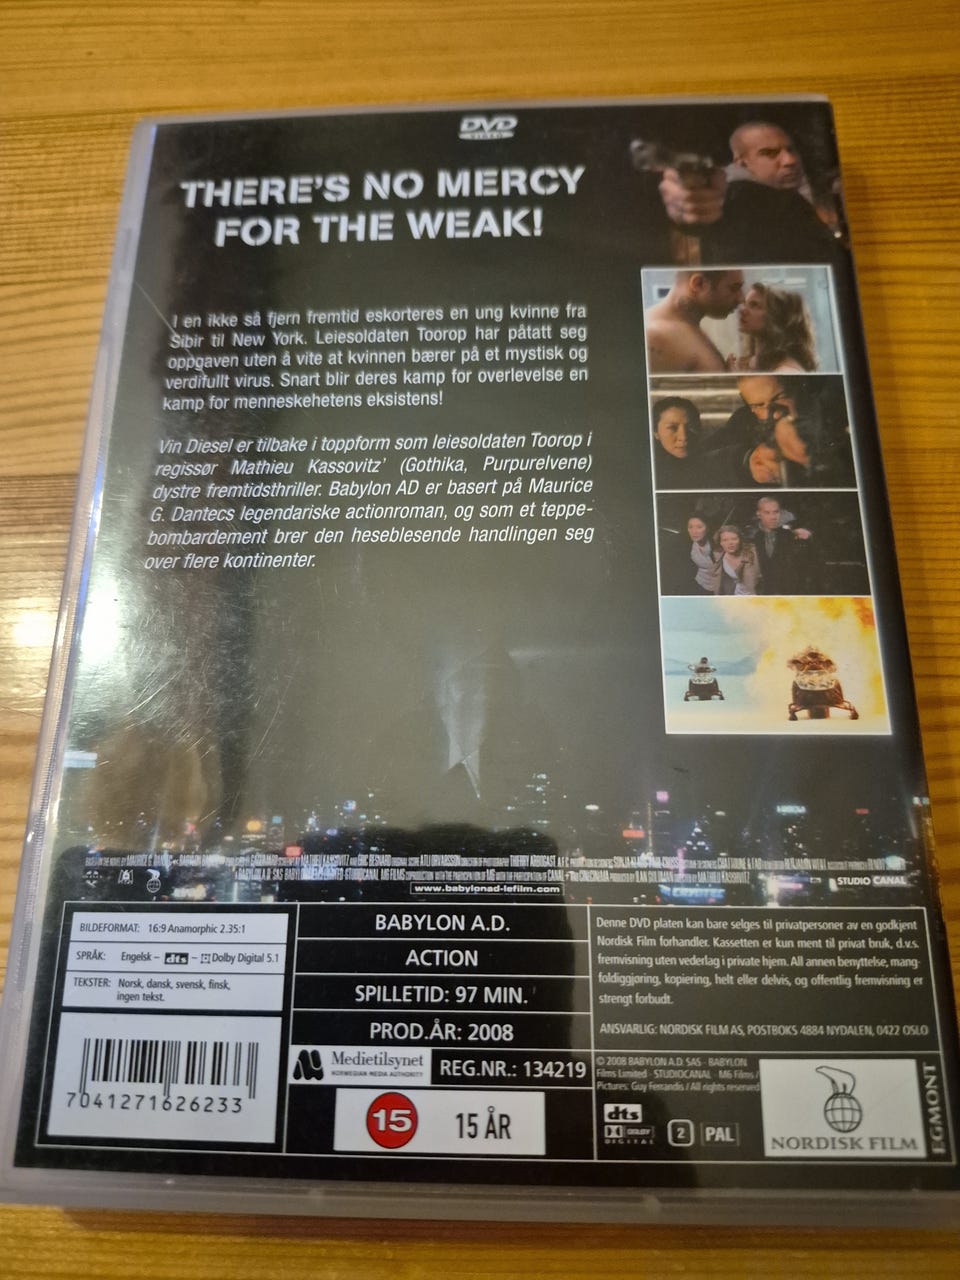 DVD
VIDEO
THERE'S NO MERCY
FOR THE WEAK!
I en ikke så fjern fremtid eskorteres en ung kvinne fra
Sibir til New York. Leiesoldaten Toorop har påtatt seg
oppgaven uten å vite at kvinnen bærer på et mystisk og
verdifullt virus. Snart blir deres kamp for overlevelse en
kamp for menneskehetens eksistens!
Vin Diesel er tilbake i toppform som leiesoldaten Toorop i
regissør Mathieu Kassovitz' (Gothika, Purpurelvene)
dystre fremtidsthriller. Babylon AD er basert på Maurice
G. Dantecs legendariske actionroman, og som et teppe-
bombardement brer den heseblesende handlingen seg
over flere kontinenter.
www.babylonad-lefilm.com
STUDIO CANAL
BILDEFORMAT: 16:9 Anamorphic 2.35:1
SPRÅK: Engelsk – dts – Dolby Digital 5.1
TEKSTER: Norsk, dansk, svensk, finsk,
ingen tekst.
7041271626233
BABYLON A.D.
ACTION
SPILLETID: 97 MIN.
PROD.ÅR: 2008
Medietilsynet
NORWEGIAN MEDIA AUTHORITY
REG.NR.: 134219
15
15 ÅR
Denne DVD platen kan bare selges til privatpersoner av en godkjent
Nordisk Film forhandler. Kassetten er kun ment til privat bruk, d.v.s.
fremvisning uten vederlag i private hjem. All annen benyttelse, mang-
foldiggjøring, kopiering, helt eller delvis, og offentlig fremvisning er
strengt forbudt.
ANSVARLIG: NORDISK FILM AS, POSTBOKS 4884 NYDALEN, 0422 OSLO
© 2008 BABYLON A.D. SAS - BABYLON
Films Limited - STUDIOCANAL - M6 Films /
Pictures: Guy Ferrandis / All rights reserved
dts
DOLBY
DIGITAL
2
PAL
NORDISK FILM
EGMONT